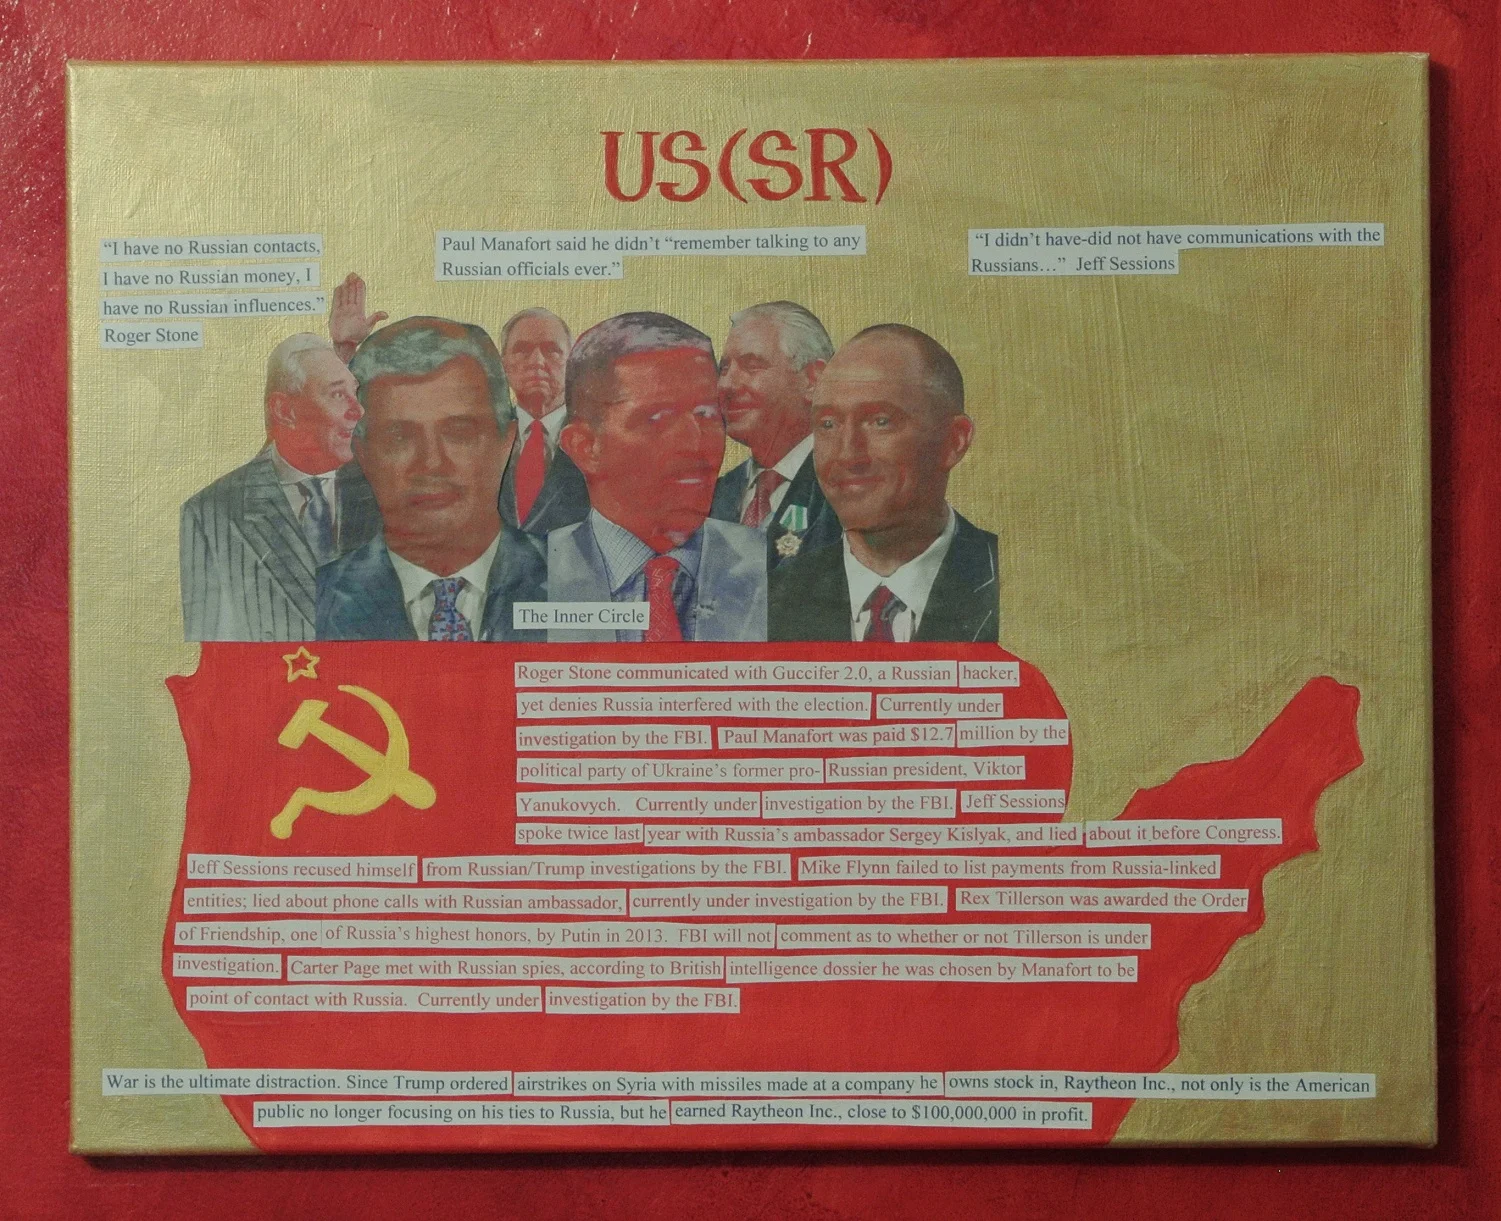 US(SR)
“I have no Russian contacts,
I have no Russian money, I
have no Russian influences.”
Roger Stone
Paul Manafort said he didn’t “remember talking to any
Russian officials ever.”
“I didn’t have-did not have communications with the
Russians…” Jeff Sessions
The Inner Circle
Roger Stone communicated with Guccifer 2.0, a Russian hacker,
yet denies Russia interfered with the election. Currently under
investigation by the FBI. Paul Manafort was paid $12.7 million by the
political party of Ukraine’s former pro- Russian president, Viktor
Yanukovych. Currently under investigation by the FBI. Jeff Sessions
spoke twice last year with Russia’s ambassador Sergey Kislyak, and lied about it before Congress.
Jeff Sessions recused himself from Russian/Trump investigations by the FBI. Mike Flynn failed to list payments from Russia-linked
entities; lied about phone calls with Russian ambassador, currently under investigation by the FBI. Rex Tillerson was awarded the Order
of Friendship, one of Russia’s highest honors, by Putin in 2013. FBI will not comment as to whether or not Tillerson is under
investigation. Carter Page met with Russian spies, according to British intelligence dossier he was chosen by Manafort to be
point of contact with Russia. Currently under investigation by the FBI.
War is the ultimate distraction. Since Trump ordered airstrikes on Syria with missiles made at a company he owns stock in, Raytheon Inc., not only is the American
public no longer focusing on his ties to Russia, but he earned Raytheon Inc., close to $100,000,000 in profit.